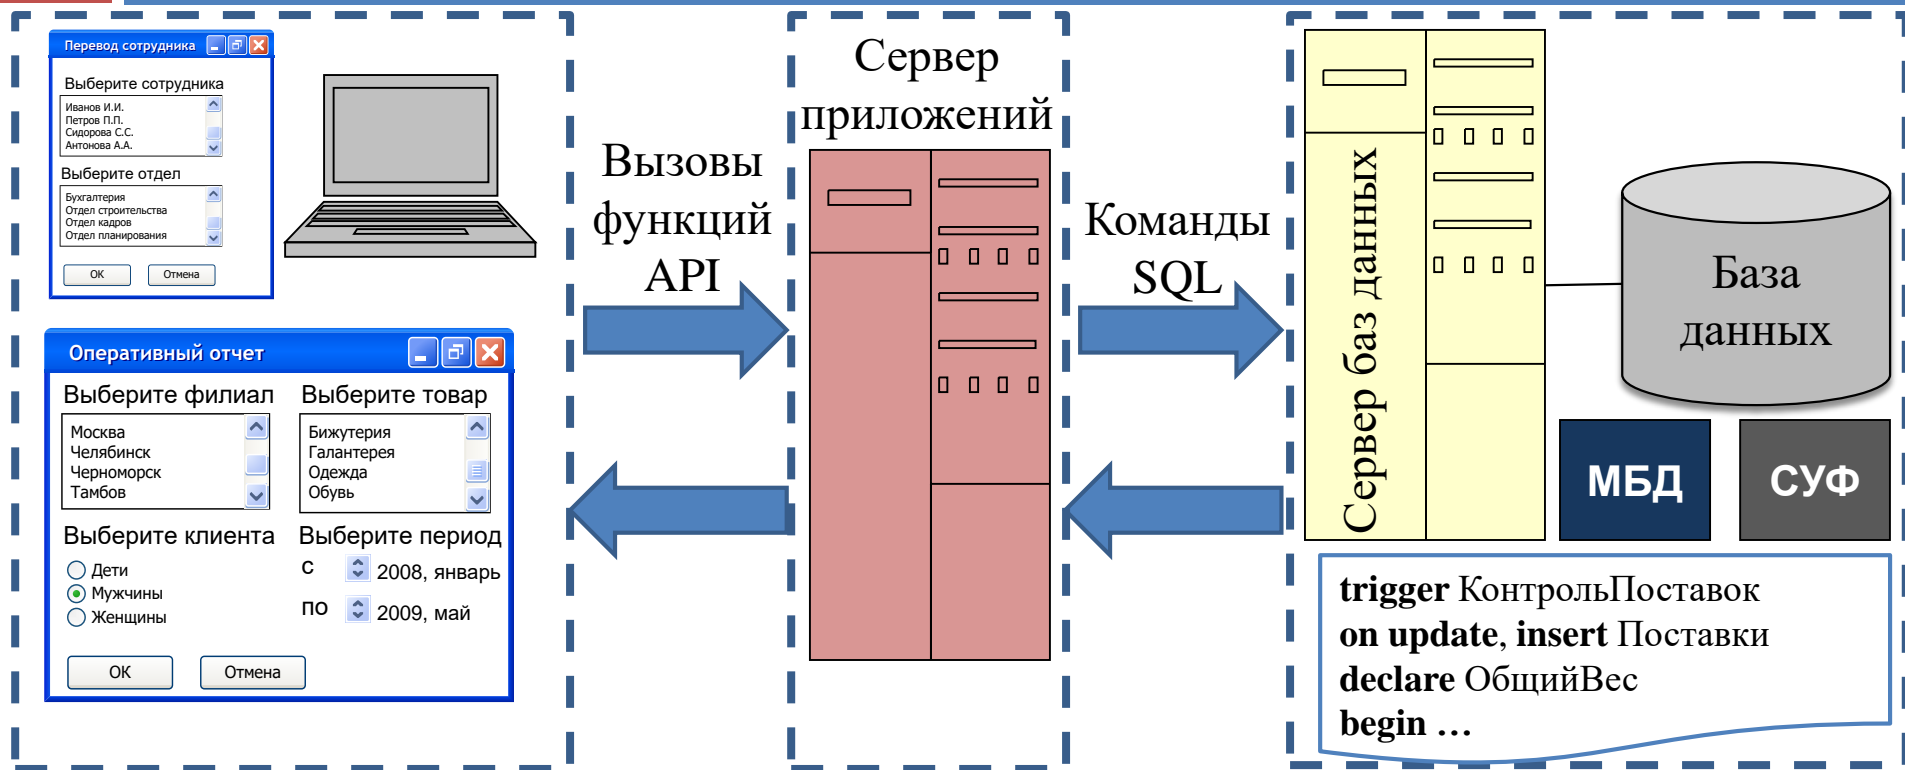 Перевод сотрудника
Выберите сотрудника
Иванов И.И.
Петров П.П.
Сидорова С.С.
Антонова А.А.
Выберите отдел
Бухгалтерия
Отдел строительства
Отдел кадров
Отдел планирования
ОК
Отмена
Оперативный отчет
Выберите филиал
Москва
Челябинск
Черноморск
Тамбов
Выберите товар
Бижутерия
Галантерея
Одежда
Обувь
Выберите клиента
Дети
Мужчины
Женщины
Выберите период
с
2008, январь
по
2009, май
ОК
Отмена
Вызовы
функций
API
Сервер
приложений
Команды
SQL
Сервер баз данных
База
данных
МБД
СУФ
trigger КонтрольПоставок
on update, insert Поставки
declare ОбщийВес
begin …